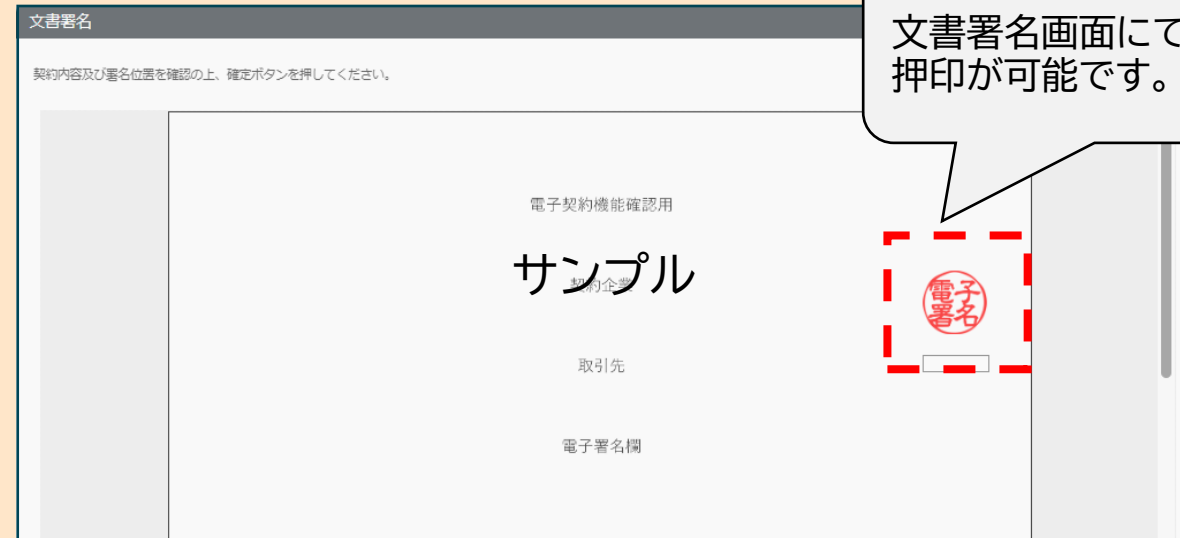 文書署名
文書署名画面にて
押印が可能です。
契約内容及び署名位置を確認の上、確定ボタンを押してください。
電子契約機能確認用
サンプル
契約企業
電子
署名
取引先
電子署名欄